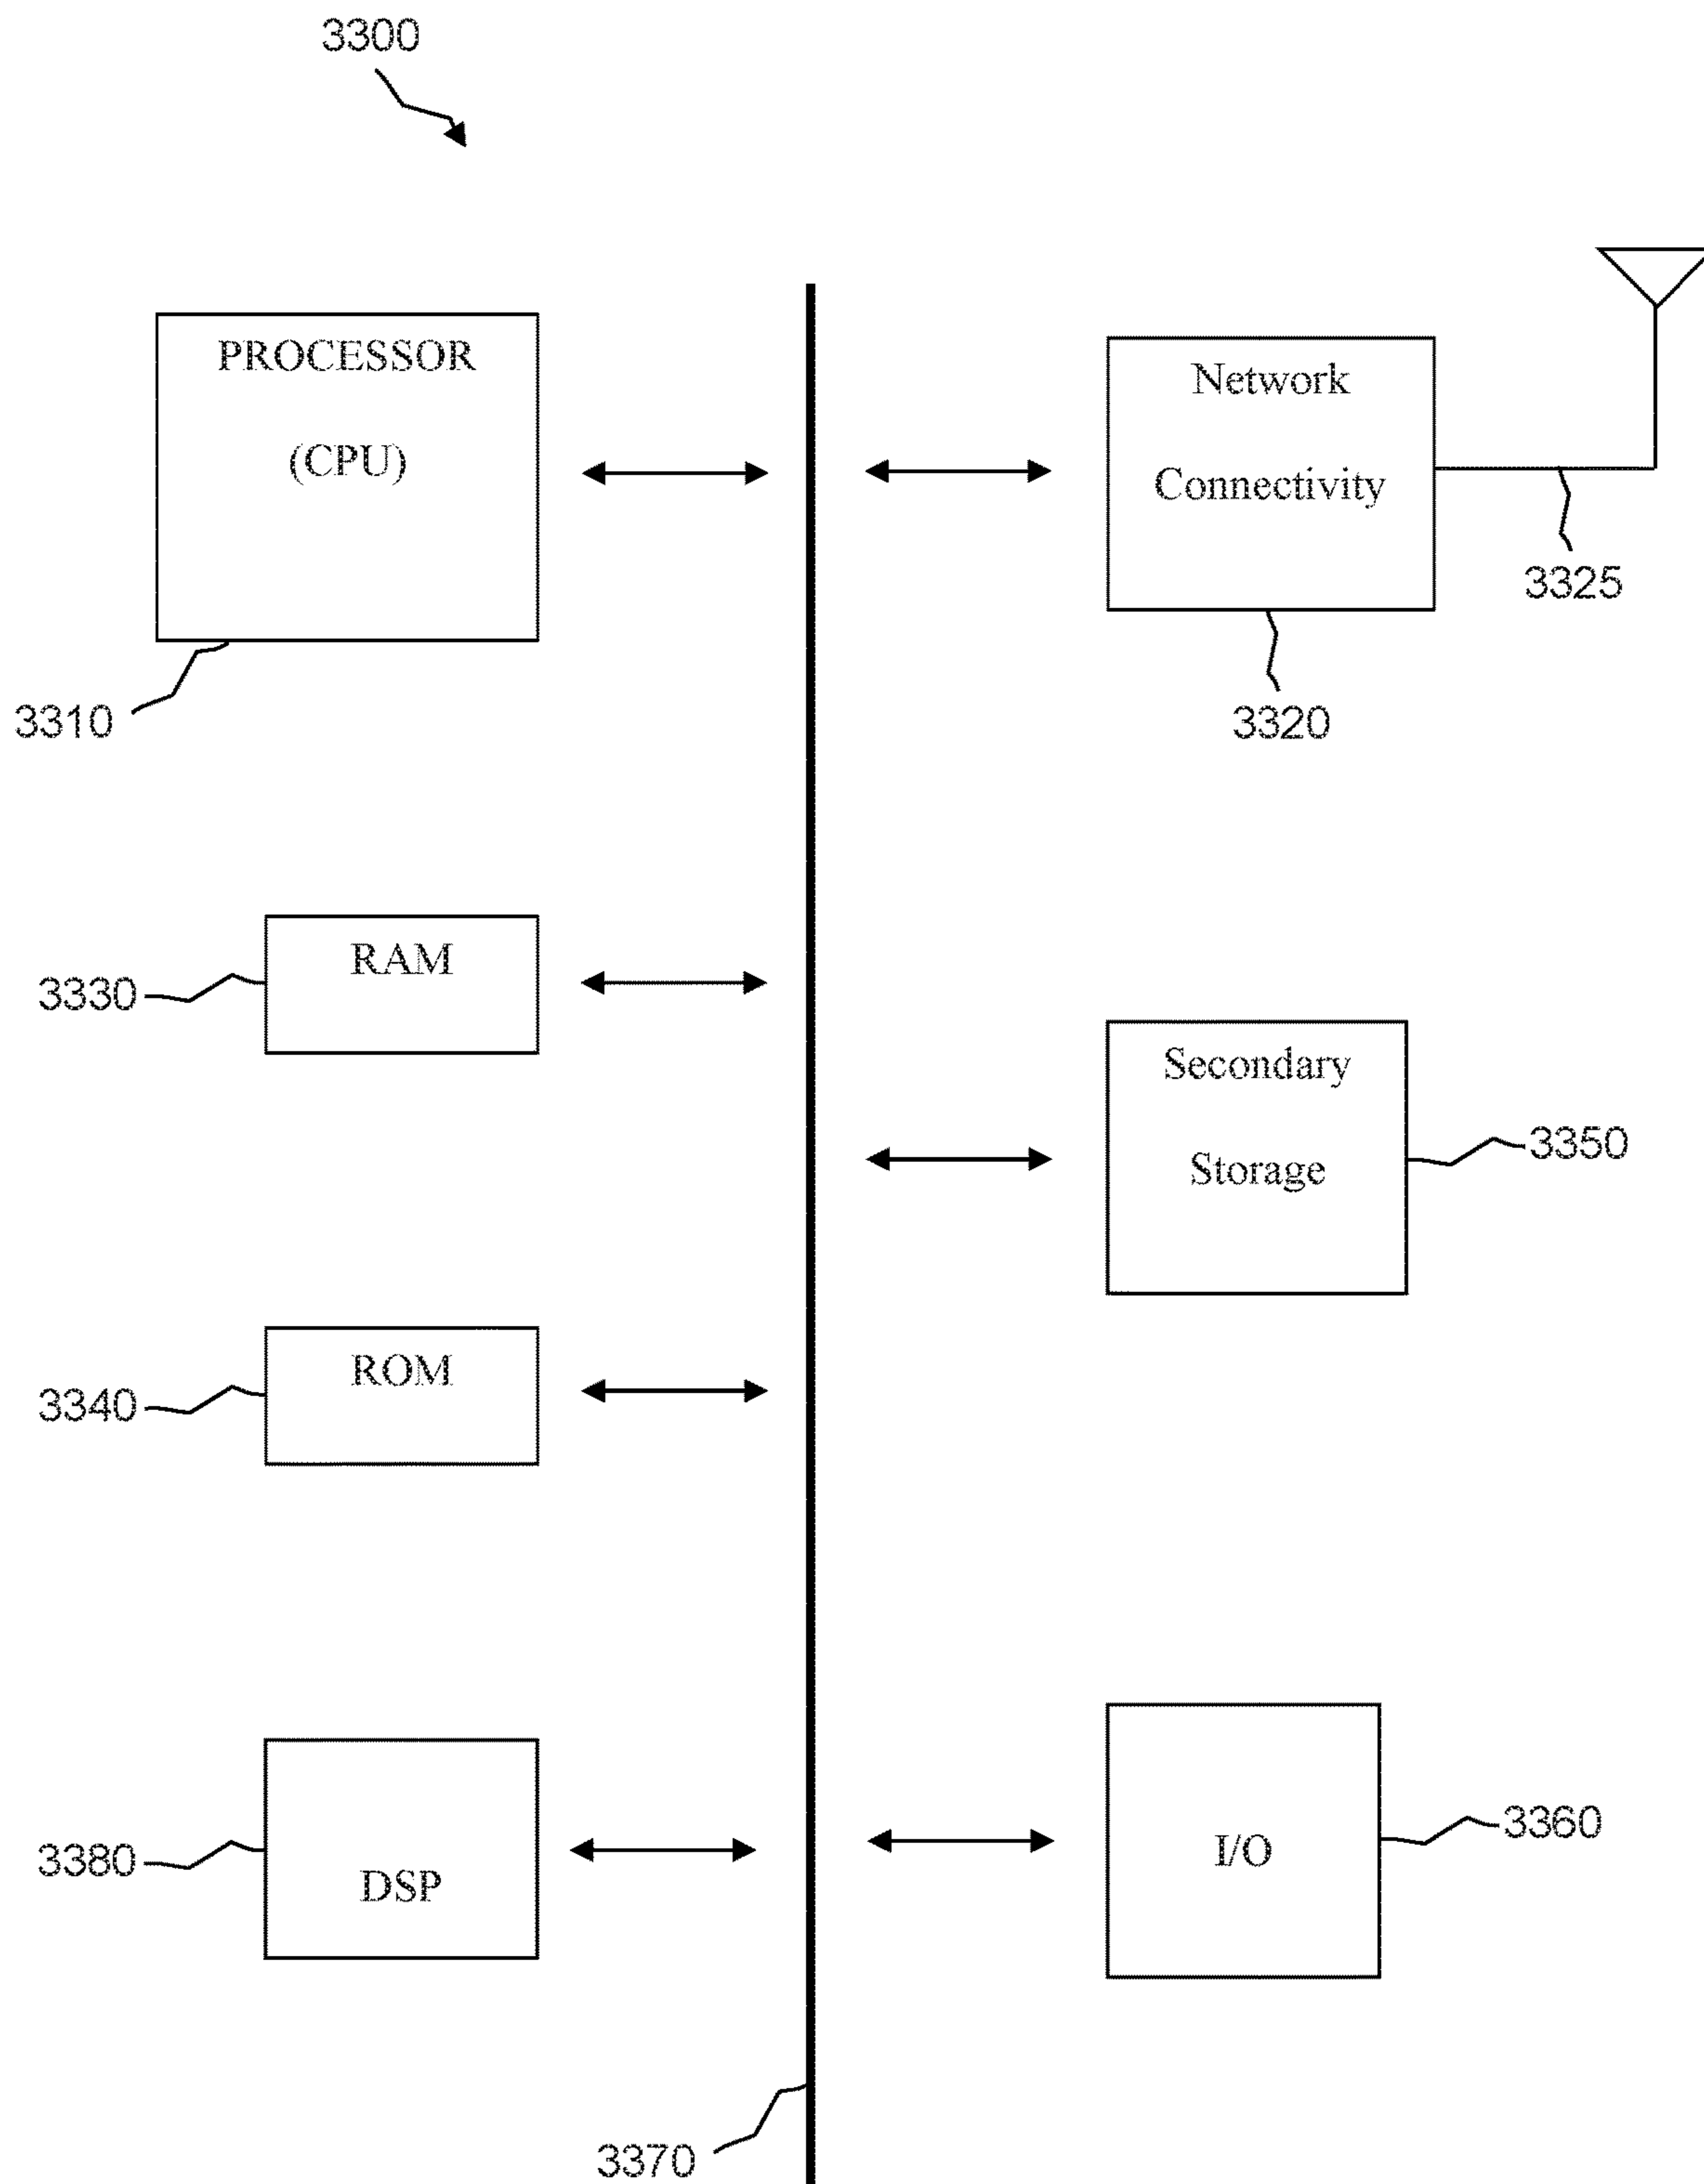 3300
PROCESSOR
(CPU)
3310
Network
Connectivity
3325
3320
RAM
3330
Secondary
Storage
3350
ROM
3340
DSP
3380
I/O
3360
3370